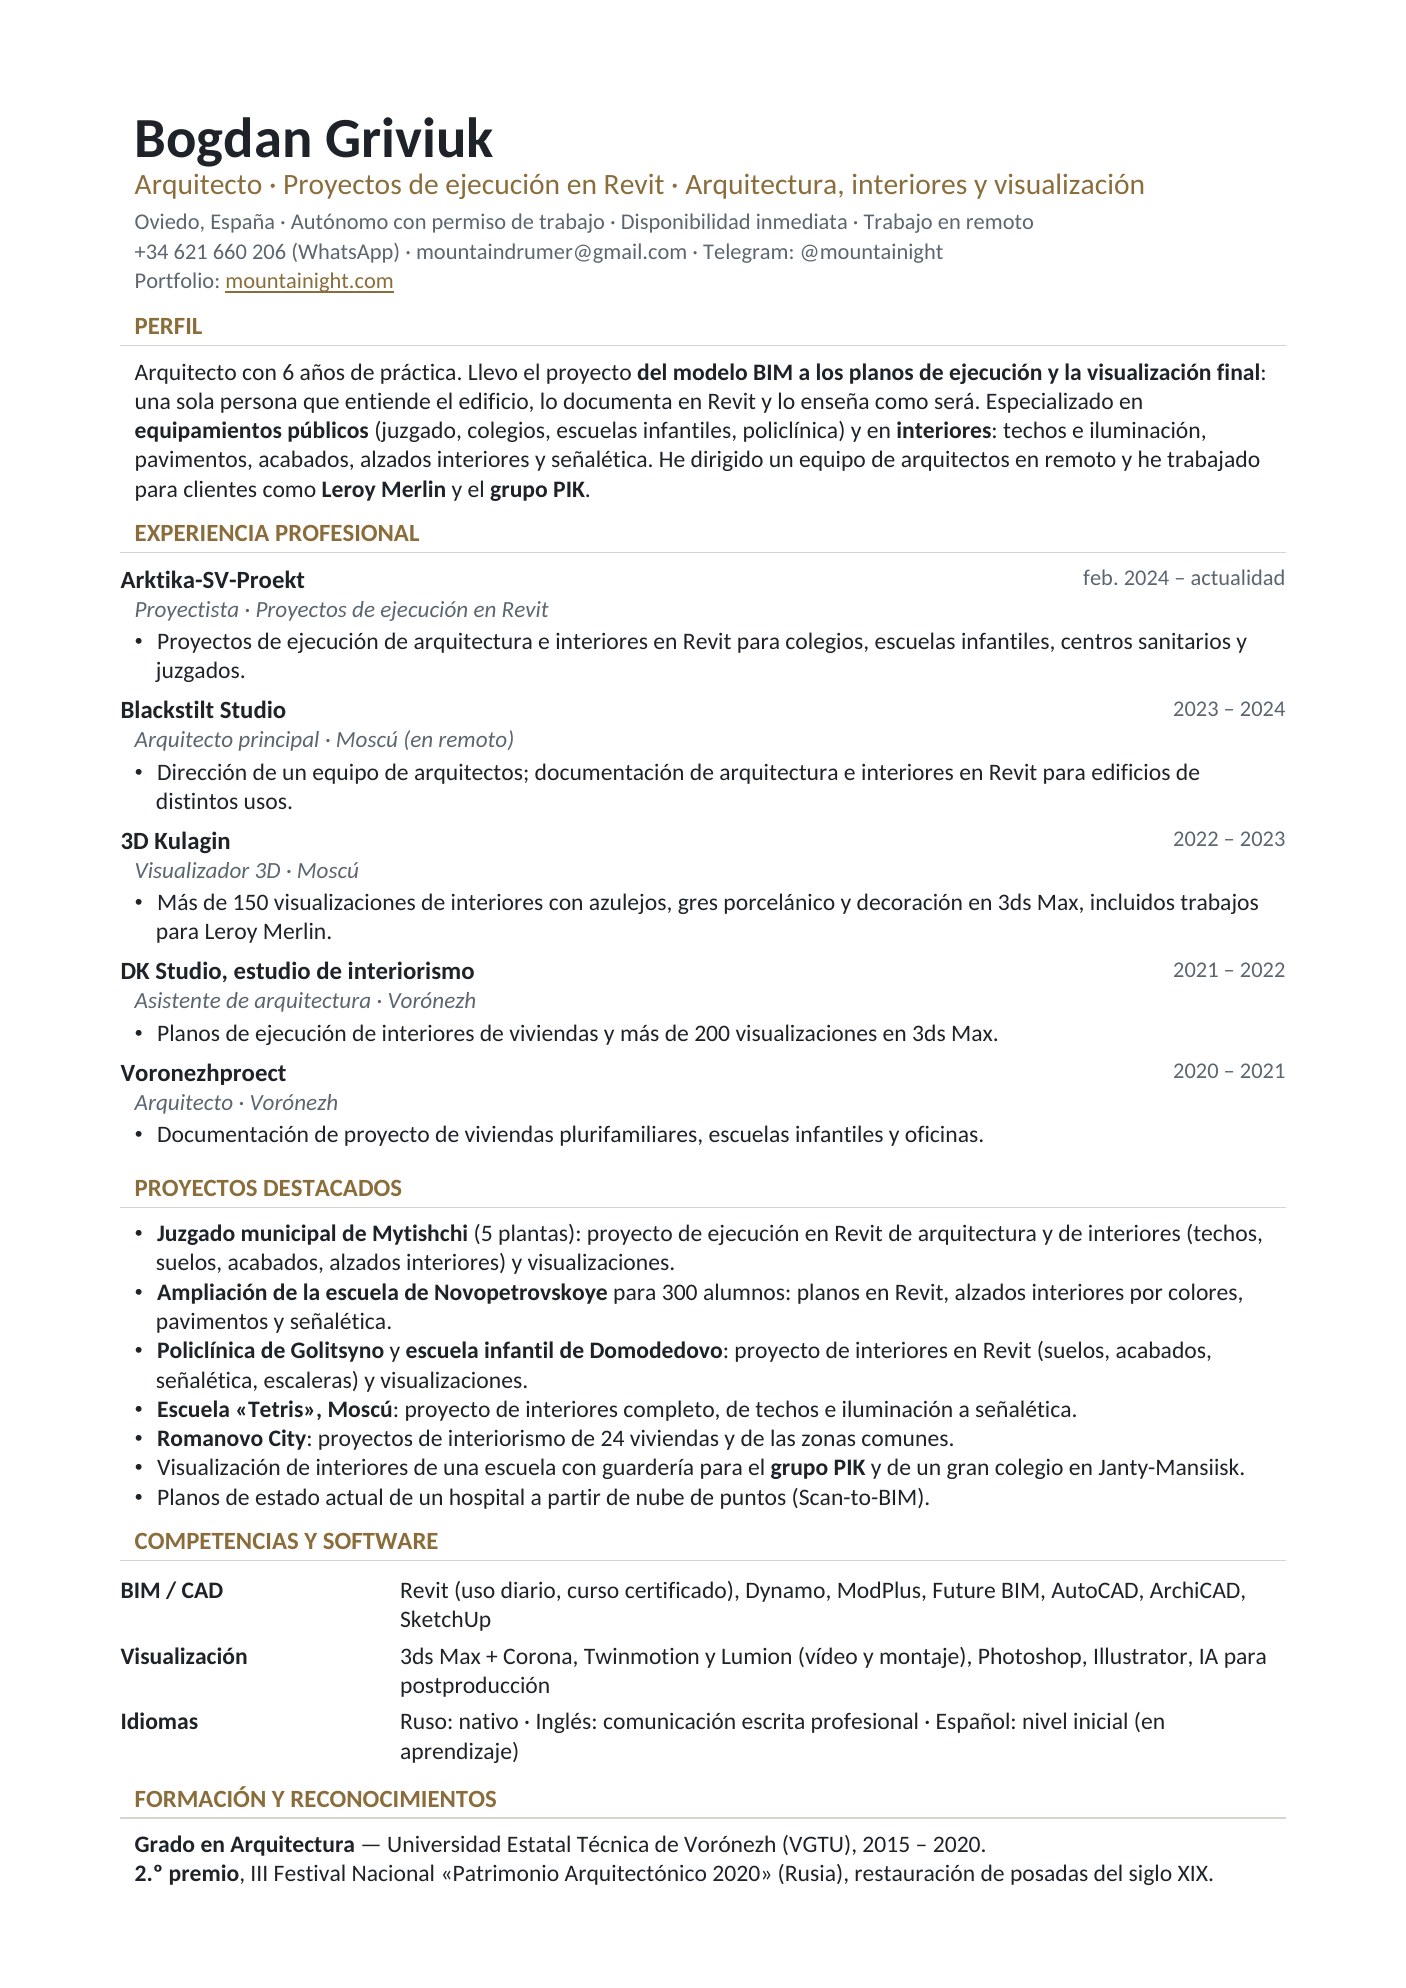 Bogdan Griviuk
Arquitecto · Proyectos de ejecución en Revit · Arquitectura, interiores y visualización
Oviedo, España · Autónomo con permiso de trabajo · Disponibilidad inmediata · Trabajo en remoto
+34 621 660 206 (WhatsApp) · mountaindrumer@gmail.com · Telegram: @mountainight
Portfolio: mountainight.com
PERFIL
Arquitecto con 6 años de práctica. Llevo el proyecto del modelo BIM a los planos de ejecución y la visualización final:
una sola persona que entiende el edificio, lo documenta en Revit y lo enseña como será. Especializado en
equipamientos públicos (juzgado, colegios, escuelas infantiles, policlínica) y en interiores: techos e iluminación,
pavimentos, acabados, alzados interiores y señalética. He dirigido un equipo de arquitectos en remoto y he trabajado
para clientes como Leroy Merlin y el grupo PIK.
EXPERIENCIA PROFESIONAL
Arktika-SV-Proekt feb. 2024 – actualidad
Proyectista · Proyectos de ejecución en Revit
• Proyectos de ejecución de arquitectura e interiores en Revit para colegios, escuelas infantiles, centros sanitarios y
juzgados.
Blackstilt Studio 2023 – 2024
Arquitecto principal · Moscú (en remoto)
• Dirección de un equipo de arquitectos; documentación de arquitectura e interiores en Revit para edificios de
distintos usos.
3D Kulagin 2022 – 2023
Visualizador 3D · Moscú
• Más de 150 visualizaciones de interiores con azulejos, gres porcelánico y decoración en 3ds Max, incluidos trabajos
para Leroy Merlin.
DK Studio, estudio de interiorismo 2021 – 2022
Asistente de arquitectura · Vorónezh
• Planos de ejecución de interiores de viviendas y más de 200 visualizaciones en 3ds Max.
Voronezhproect 2020 – 2021
Arquitecto · Vorónezh
• Documentación de proyecto de viviendas plurifamiliares, escuelas infantiles y oficinas.
PROYECTOS DESTACADOS
• Juzgado municipal de Mytishchi (5 plantas): proyecto de ejecución en Revit de arquitectura y de interiores (techos,
suelos, acabados, alzados interiores) y visualizaciones.
• Ampliación de la escuela de Novopetrovskoye para 300 alumnos: planos en Revit, alzados interiores por colores,
pavimentos y señalética.
• Policlínica de Golitsyno y escuela infantil de Domodedovo: proyecto de interiores en Revit (suelos, acabados,
señalética, escaleras) y visualizaciones.
• Escuela «Tetris», Moscú: proyecto de interiores completo, de techos e iluminación a señalética.
• Romanovo City: proyectos de interiorismo de 24 viviendas y de las zonas comunes.
• Visualización de interiores de una escuela con guardería para el grupo PIK y de un gran colegio en Janty-Mansiisk.
• Planos de estado actual de un hospital a partir de nube de puntos (Scan-to-BIM).
COMPETENCIAS Y SOFTWARE
BIM / CAD Revit (uso diario, curso certificado), Dynamo, ModPlus, Future BIM, AutoCAD, ArchiCAD,
SketchUp
Visualización 3ds Max + Corona, Twinmotion y Lumion (vídeo y montaje), Photoshop, Illustrator, IA para
postproducción
Idiomas Ruso: nativo · Inglés: comunicación escrita profesional · Español: nivel inicial (en
aprendizaje)
FORMACIÓN Y RECONOCIMIENTOS
Grado en Arquitectura — Universidad Estatal Técnica de Vorónezh (VGTU), 2015 – 2020.
2.º premio, III Festival Nacional «Patrimonio Arquitectónico 2020» (Rusia), restauración de posadas del siglo XIX.